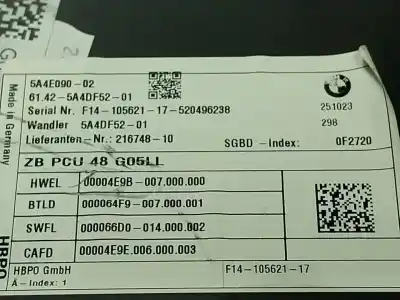 5A4E090-02
61.42-5A4DF52-01
Serial Nr. F14-105621-17-520496238
Wandler 5A4DF52-01
Lieferanten-Nr.: 216748-10
251023
298
SGBD -Index: 0F2720
ZB PCU 48 G05LL
HWEL 00004E9B-007.000.000
BTLD 000064F9-007.000.001
SWFL 000066D0-014.000.002
CAFD 00004E9E.006.000.003
HBPO GmbH
Ä-Index: 1
F14-105621-17
Made in Germany
HBPO